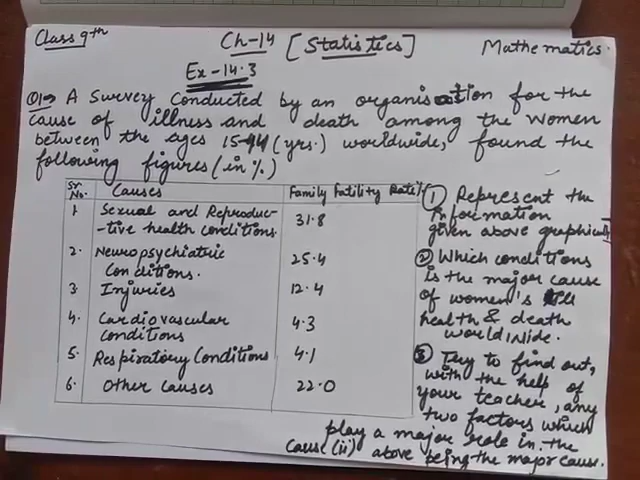 Class 9th Ch-14 [Statistics] Mathematics.
Ex-14.3
Q1⇒ A Survey Conducted by an organisation for the
cause of illness and death among the women
between the ages 15-44 (yrs.) worldwide, found the
following figures (in %)
Sr. No. Causes Family Fatility Rate %
1. Sexual and Reproduc-
-tive health conditions. 31.8
2. Neuropsychiatric
Conditions. 25.4
3. Injuries 12.4
4. Cardiovascular
conditions 4.3
5. Respiratory Conditions 4.1
6. Other Causes 22.0
① Represent the
Information
given above graphically
② Which conditions
is the major cause
of women's ill
health & death
worldwide.
③ Try to find out,
with the help of
your teacher, any
two factors which
play a major role in the
cause (ii) above being the major cause.